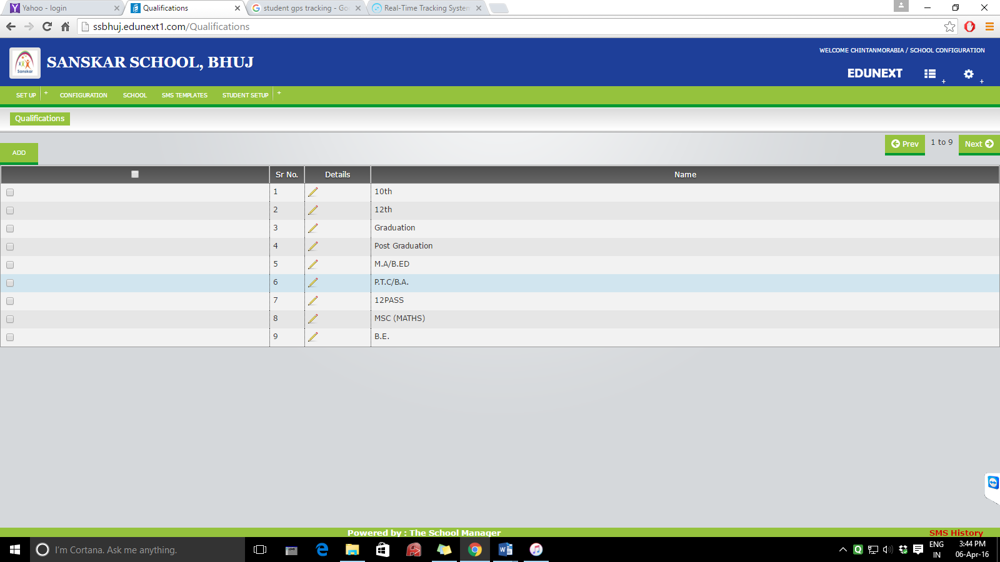 Yahoo - login
Qualifications
student gps tracking - Go
Real-Time Tracking System
ssbhuj.edunext1.com/Qualifications
Sanskar
SANSKAR SCHOOL, BHUJ
WELCOME CHINTANMORABIA / SCHOOL CONFIGURATION
EDUNEXT
+ +
SET UP + CONFIGURATION SCHOOL SMS TEMPLATES STUDENT SETUP +
Qualifications
ADD
Prev 1 to 9 Next
Sr No. Details Name
1 10th
2 12th
3 Graduation
4 Post Graduation
5 M.A/B.ED
6 P.T.C/B.A.
7 12PASS
8 MSC (MATHS)
9 B.E.
Powered by : The School Manager
SMS History
I'm Cortana. Ask me anything.
ENG
IN
3:44 PM
06-Apr-16